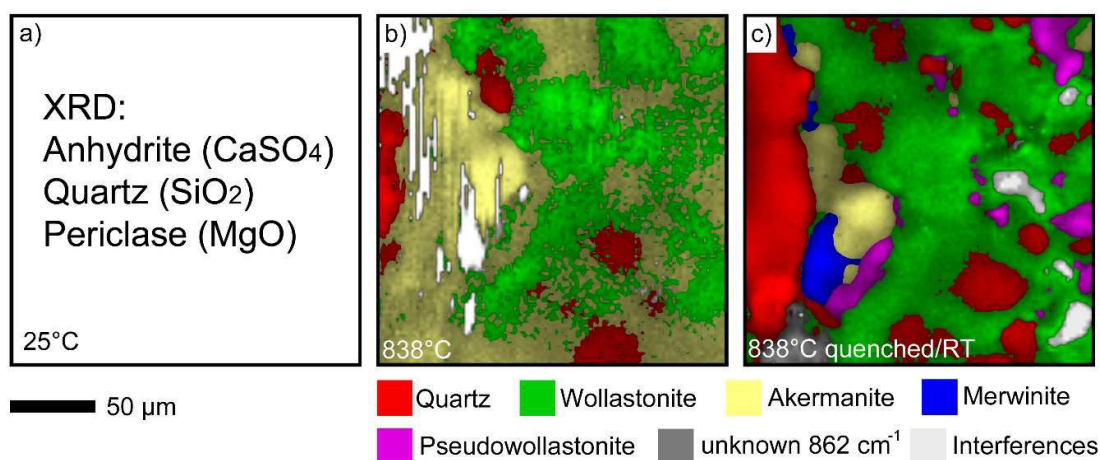 a)
XRD:
Anhydrite (CaSO₄)
Quartz (SiO₂)
Periclase (MgO)
25°C
b)
838°C
c)
838°C quenched/RT
50 µm
Quartz
Wollastonite
Akermanite
Merwinite
Pseudowollastonite
unknown 862 cm⁻¹
Interferences